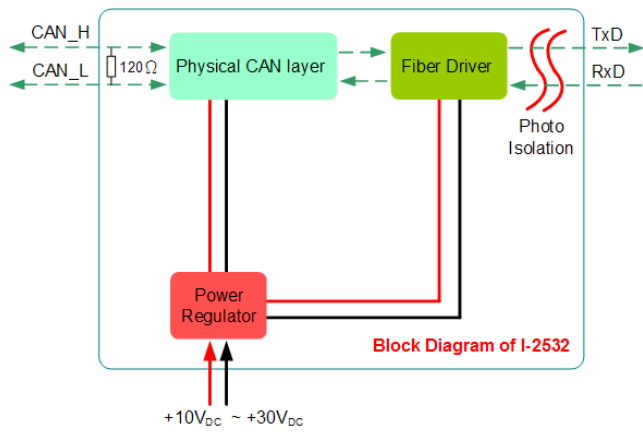 CAN_H
TxD
CAN_L
120Ω
Physical CAN layer
Fiber Driver
RxD
Photo
Isolation
Power
Regulator
Block Diagram of I-2532
+10VDC ~ +30VDC